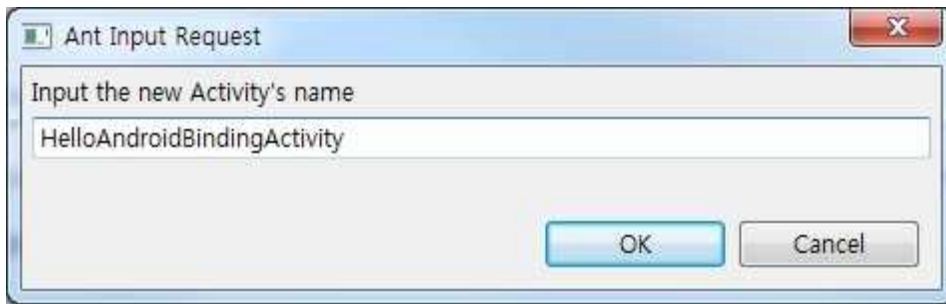 Ant Input Request
Input the new Activity's name
HelloAndroidBindingActivity
OK Cancel